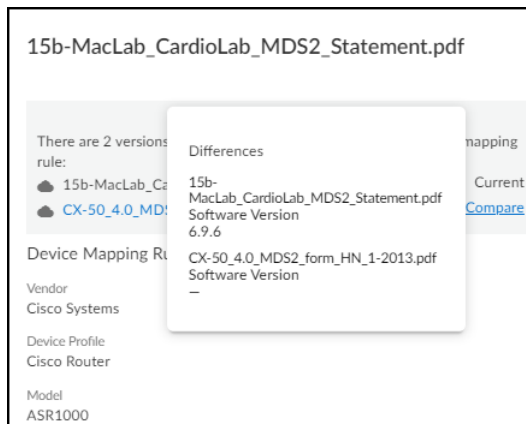 15b-MacLab_CardioLab_MDS2_Statement.pdf
There are 2 versions
mapping
rule:
15b-MacLab_Ca
Current
CX-50_4.0_MDS
Compare
Differences
15b-
MacLab_CardioLab_MDS2_Statement.pdf
Software Version
6.9.6
CX-50_4.0_MDS2_form_HN_1-2013.pdf
Software Version
—
Device Mapping Ru
Vendor
Cisco Systems
Device Profile
Cisco Router
Model
ASR1000